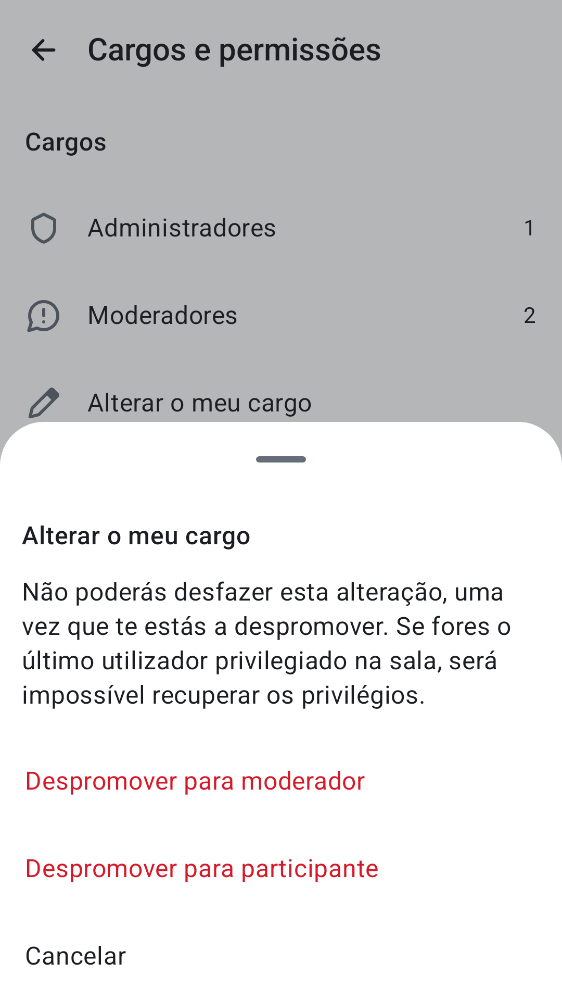 Cargos e permissões
Cargos
Administradores 1
Moderadores 2
Alterar o meu cargo
Alterar o meu cargo
Não poderás desfazer esta alteração, uma
vez que te estás a despromover. Se fores o
último utilizador privilegiado na sala, será
impossível recuperar os privilégios.
Despromover para moderador
Despromover para participante
Cancelar